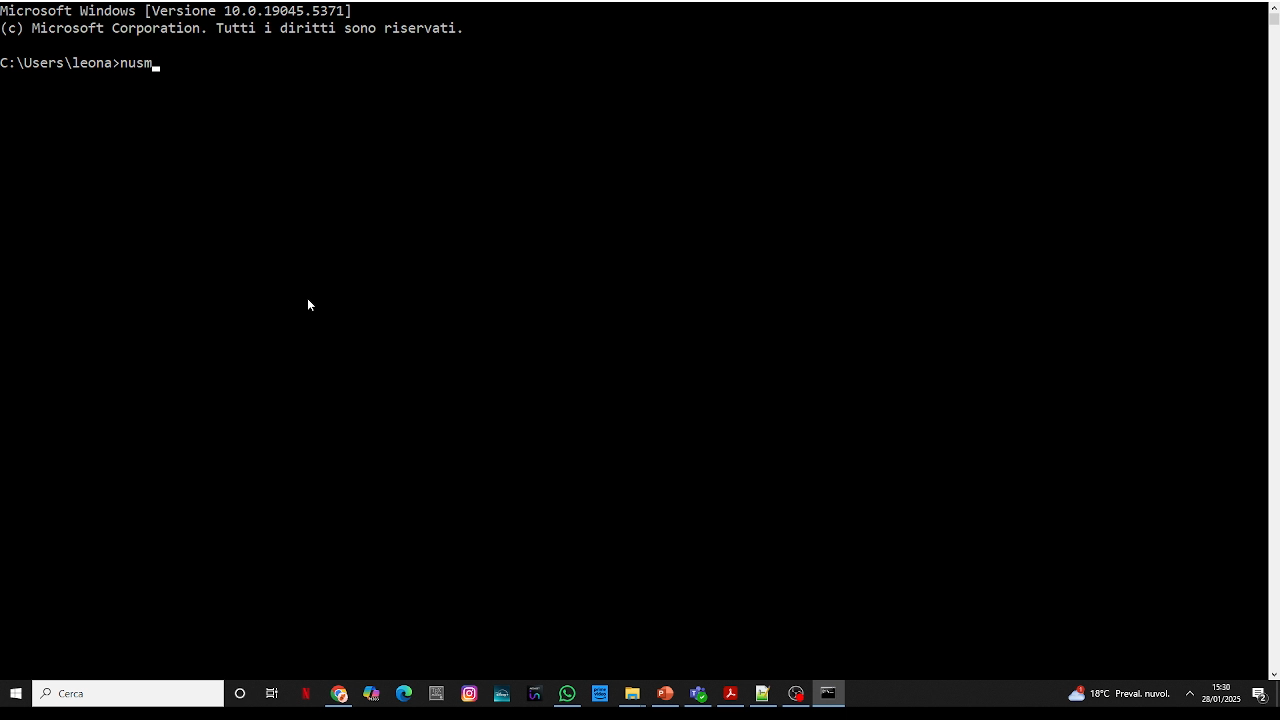 Microsoft Windows [Versione 10.0.19045.5371]
(c) Microsoft Corporation. Tutti i diritti sono riservati.
C:\Users\leona>nusm
Cerca
18°C Preval. nuvol.
15:30
28/01/2025